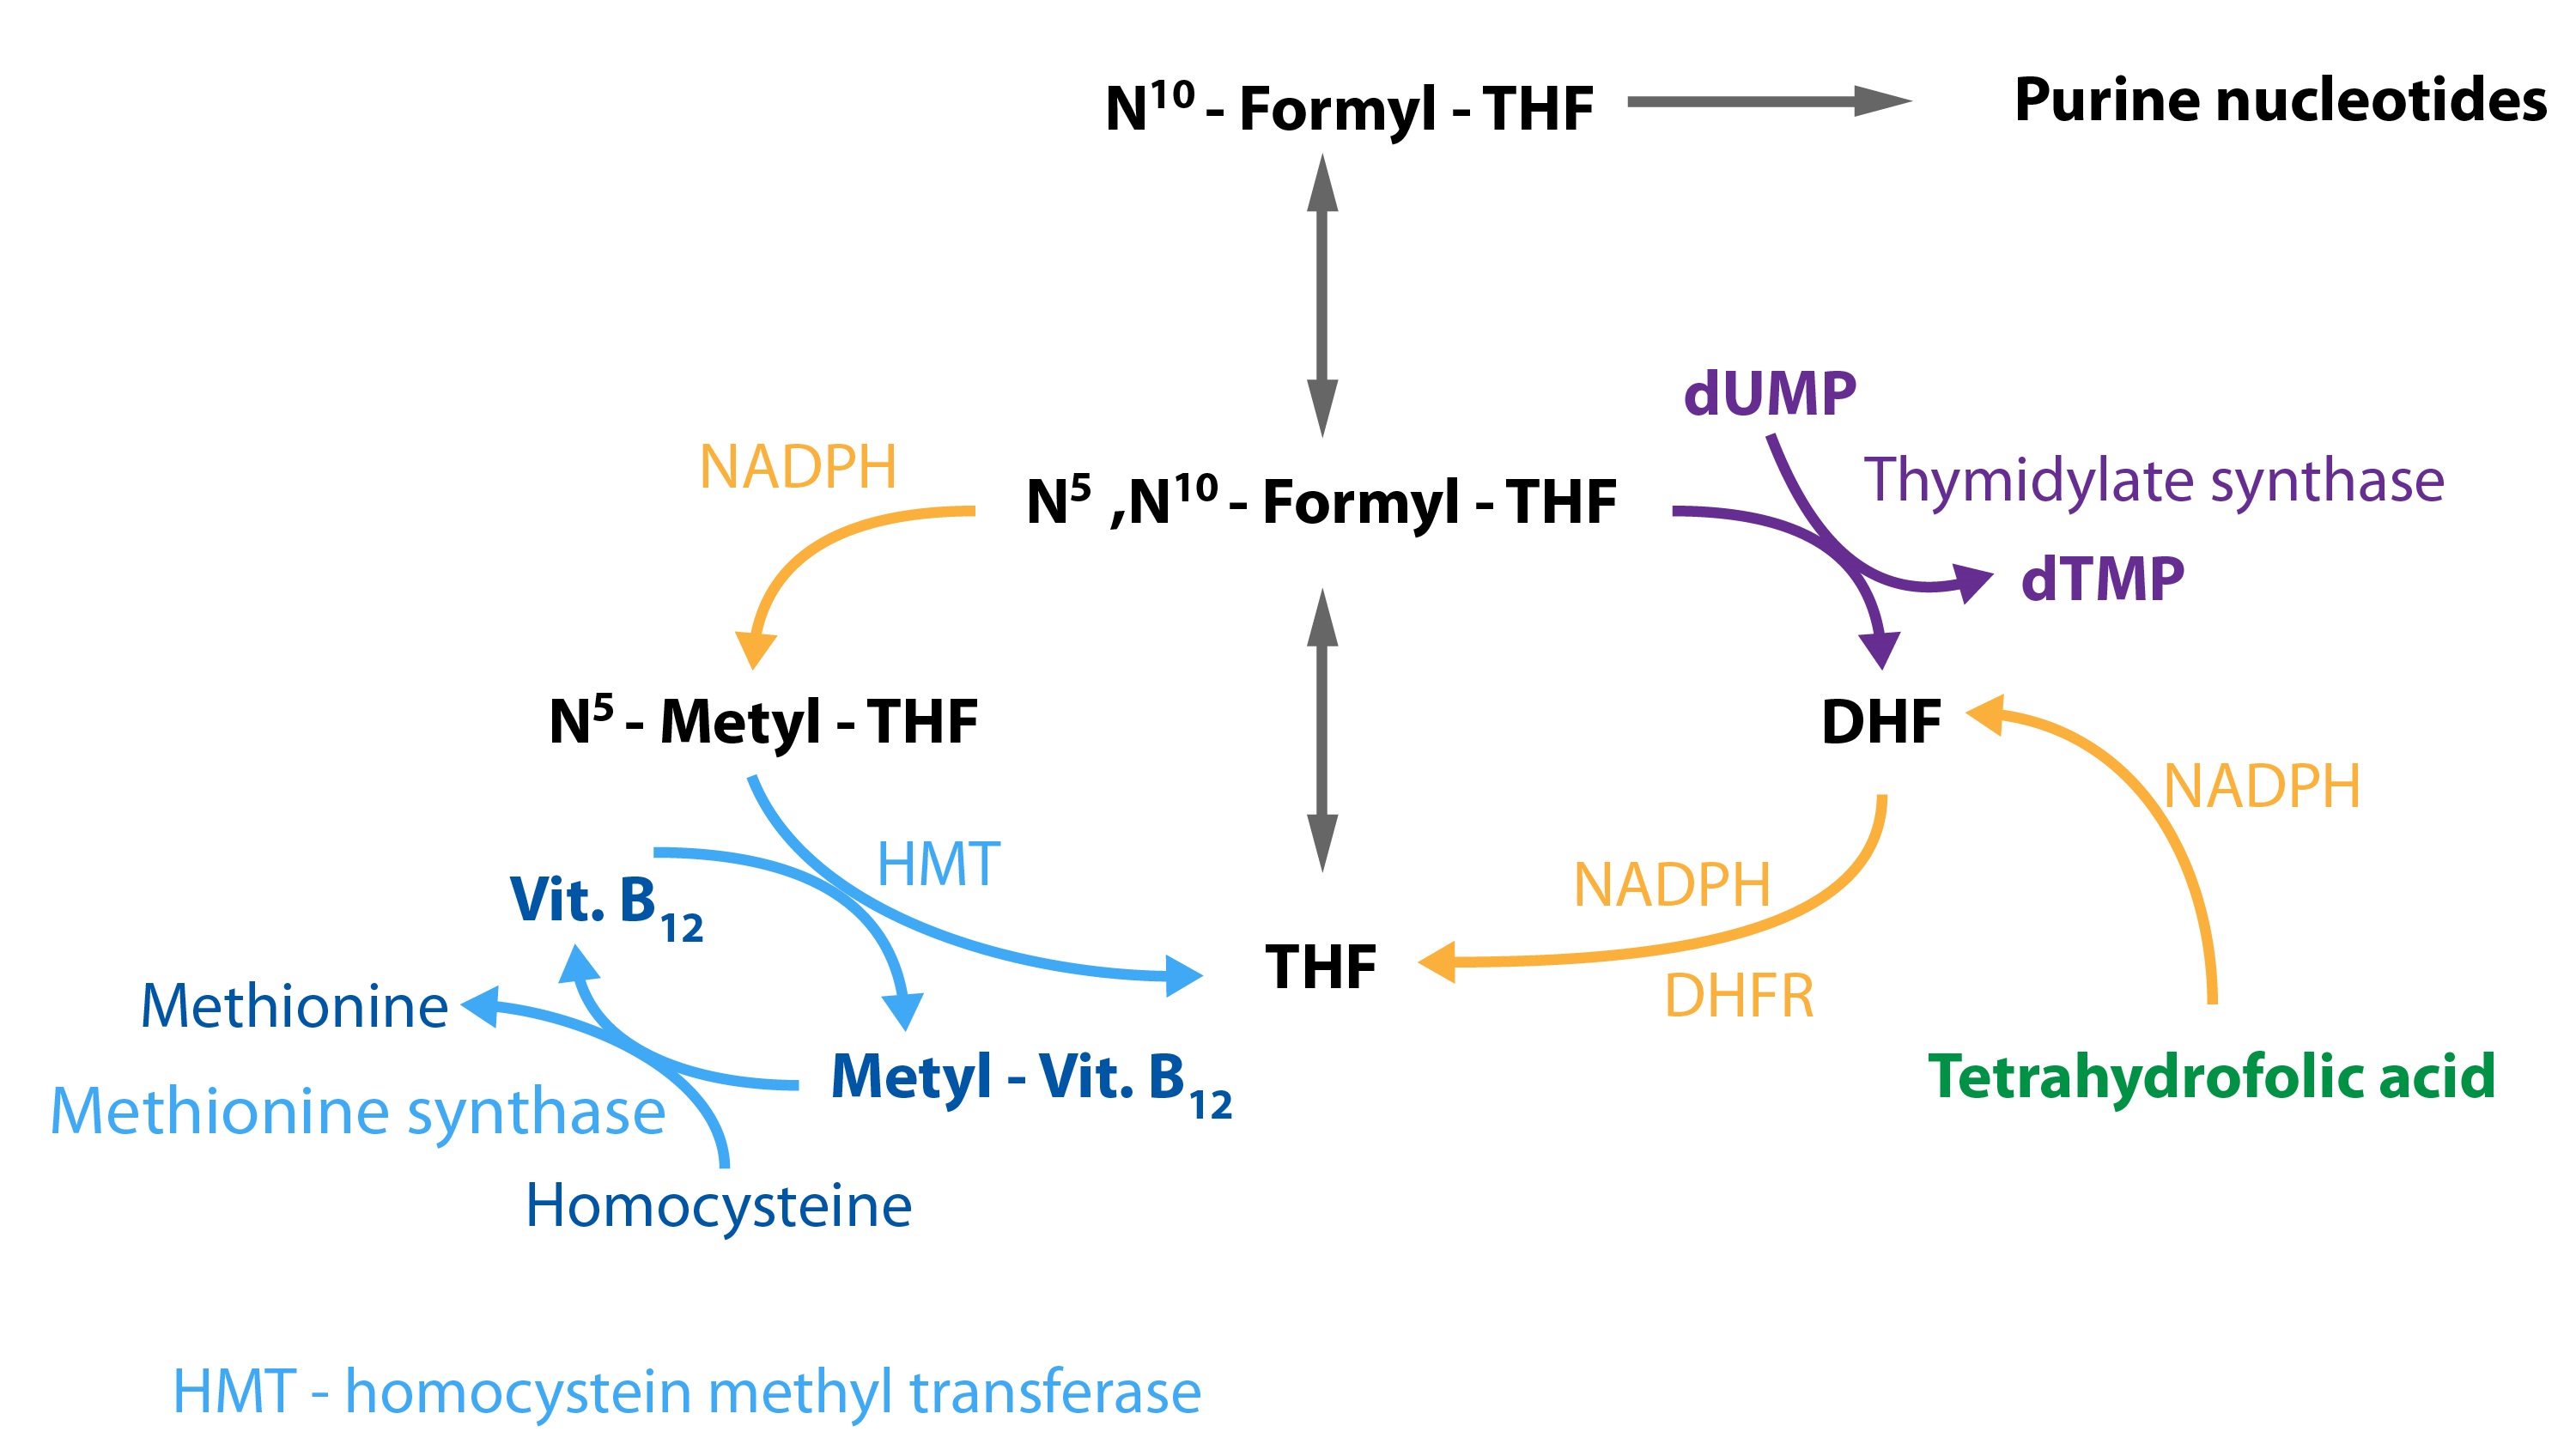 N¹⁰ - Formyl - THF
Purine nucleotides
dUMP
NADPH
Thymidylate synthase
N⁵ ,N¹⁰ - Formyl - THF
dTMP
N⁵ - Metyl - THF
DHF
NADPH
HMT
NADPH
Vit. B₁₂
THF
DHFR
Methionine
Metyl - Vit. B₁₂
Tetrahydrofolic acid
Methionine synthase
Homocysteine
HMT - homocystein methyl transferase